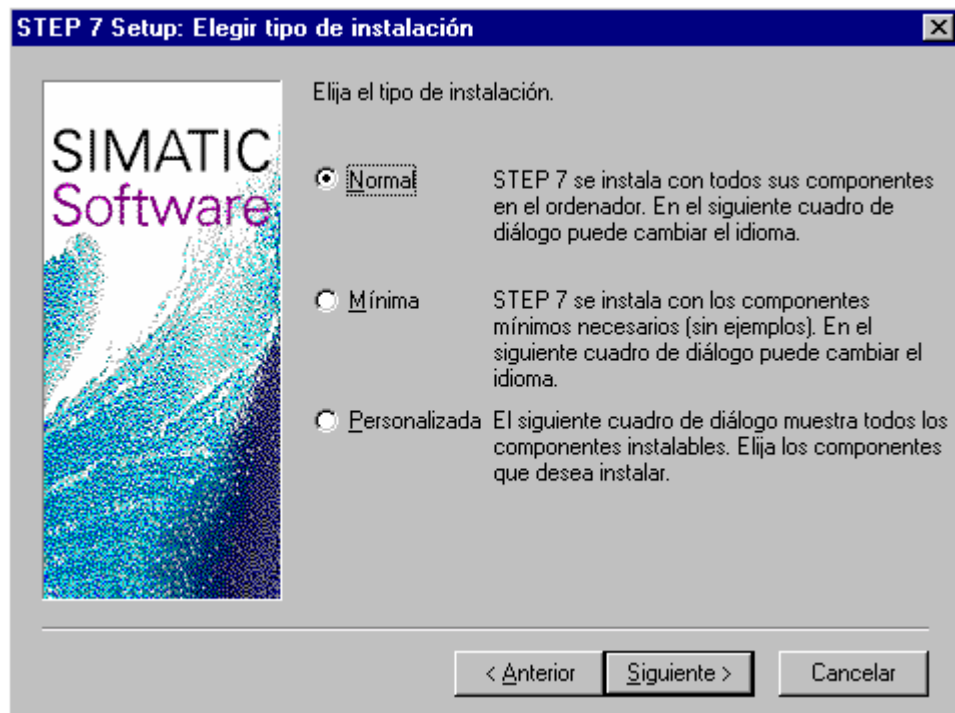 STEP 7 Setup: Elegir tipo de instalación
SIMATIC
Software
Elija el tipo de instalación.
Normal
STEP 7 se instala con todos sus componentes
en el ordenador. En el siguiente cuadro de
diálogo puede cambiar el idioma.
Mínima
STEP 7 se instala con los componentes
mínimos necesarios (sin ejemplos). En el
siguiente cuadro de diálogo puede cambiar el
idioma.
Personalizada
El siguiente cuadro de diálogo muestra todos los
componentes instalables. Elija los componentes
que desea instalar.
< Anterior
Siguiente >
Cancelar